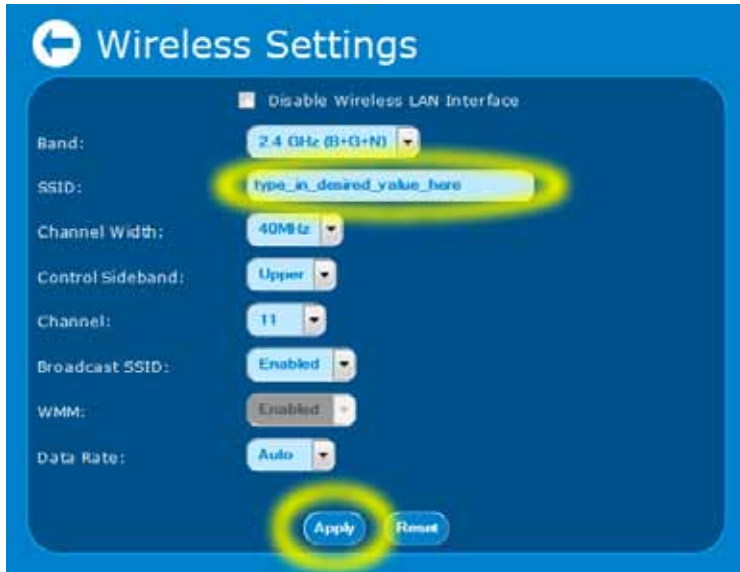 Wireless Settings
Disable Wireless LAN Interface
Band: 2.4 GHz (B+G+N)
SSID: type_in_desired_value_here
Channel Width: 40MHz
Control Sideband: Upper
Channel: 11
Broadcast SSID: Enabled
WMM: Enabled
Data Rate: Auto
Apply Reset